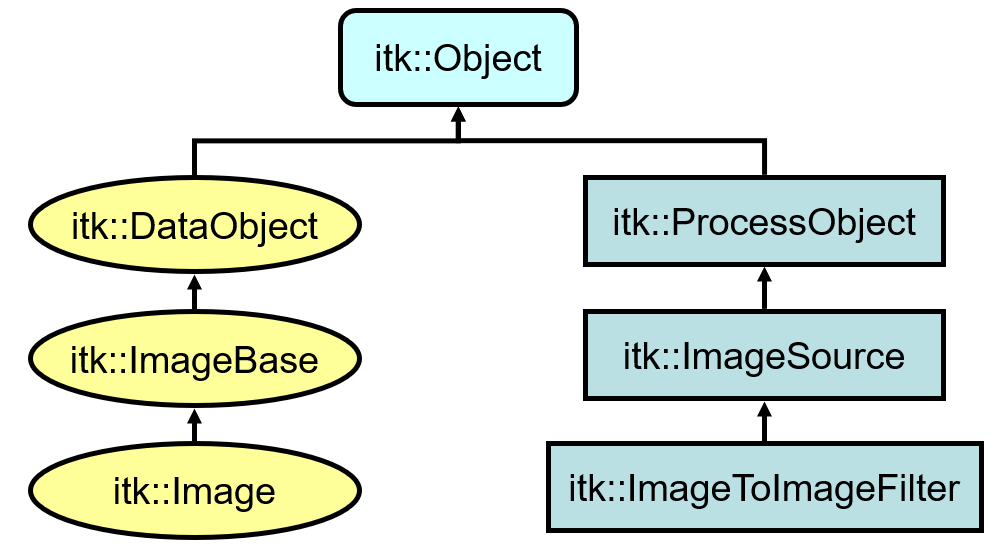 itk::Object
itk::DataObject
itk::ProcessObject
itk::ImageBase
itk::ImageSource
itk::Image
itk::ImageToImageFilter